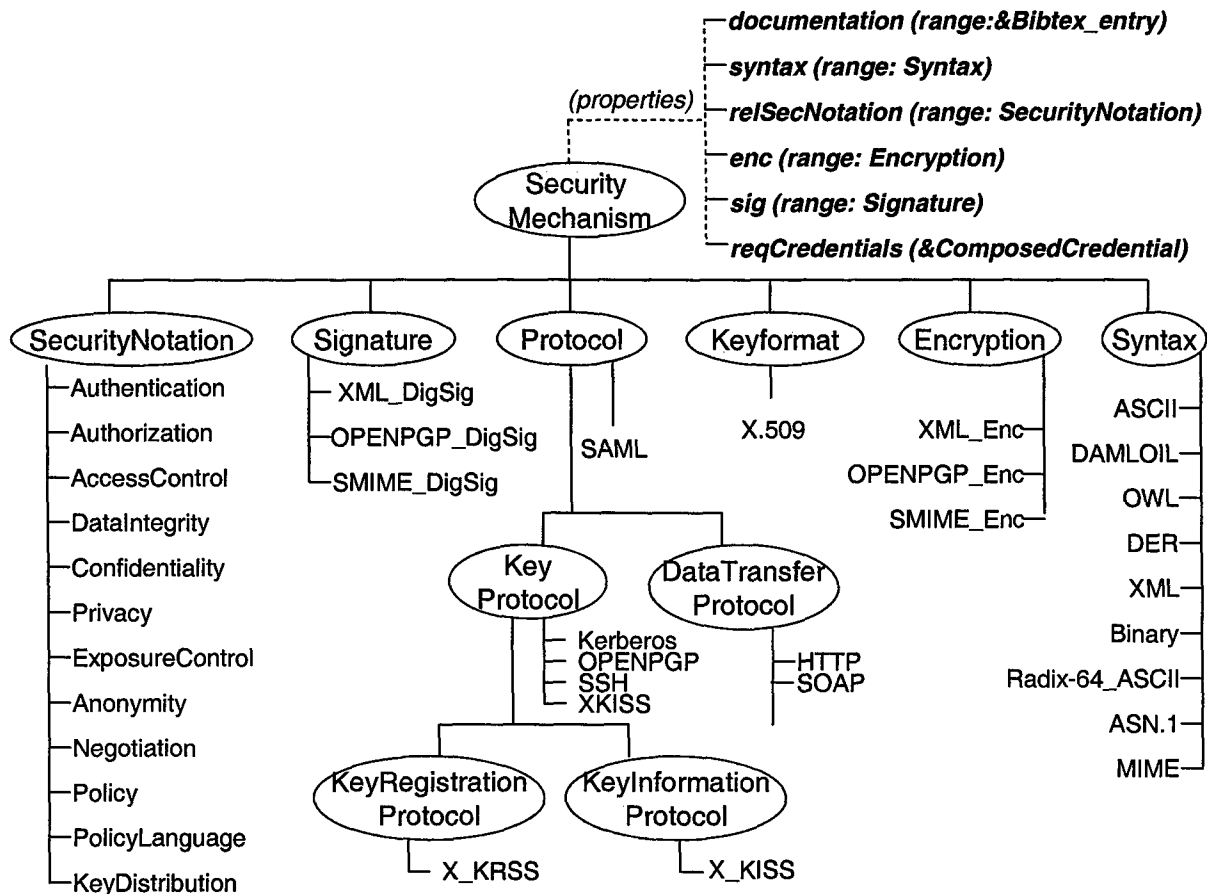 documentation (range:&Bibtex_entry)
syntax (range: Syntax)
(properties)
relSecNotation (range: SecurityNotation)
enc (range: Encryption)
sig (range: Signature)
reqCredentials (&ComposedCredential)
Security
Mechanism
SecurityNotation
Signature
Protocol
Keyformat
Encryption
Syntax
Authentication
Authorization
AccessControl
DataIntegrity
Confidentiality
Privacy
ExposureControl
Anonymity
Negotiation
Policy
PolicyLanguage
KeyDistribution
XML_DigSig
OPENPGP_DigSig
SMIME_DigSig
SAML
X.509
XML_Enc
OPENPGP_Enc
SMIME_Enc
ASCII
DAMLOIL
OWL
DER
XML
Binary
Radix-64_ASCII
ASN.1
MIME
Key
Protocol
DataTransfer
Protocol
Kerberos
OPENPGP
SSH
XKISS
HTTP
SOAP
KeyRegistration
Protocol
KeyInformation
Protocol
X_KRSS
X_KISS